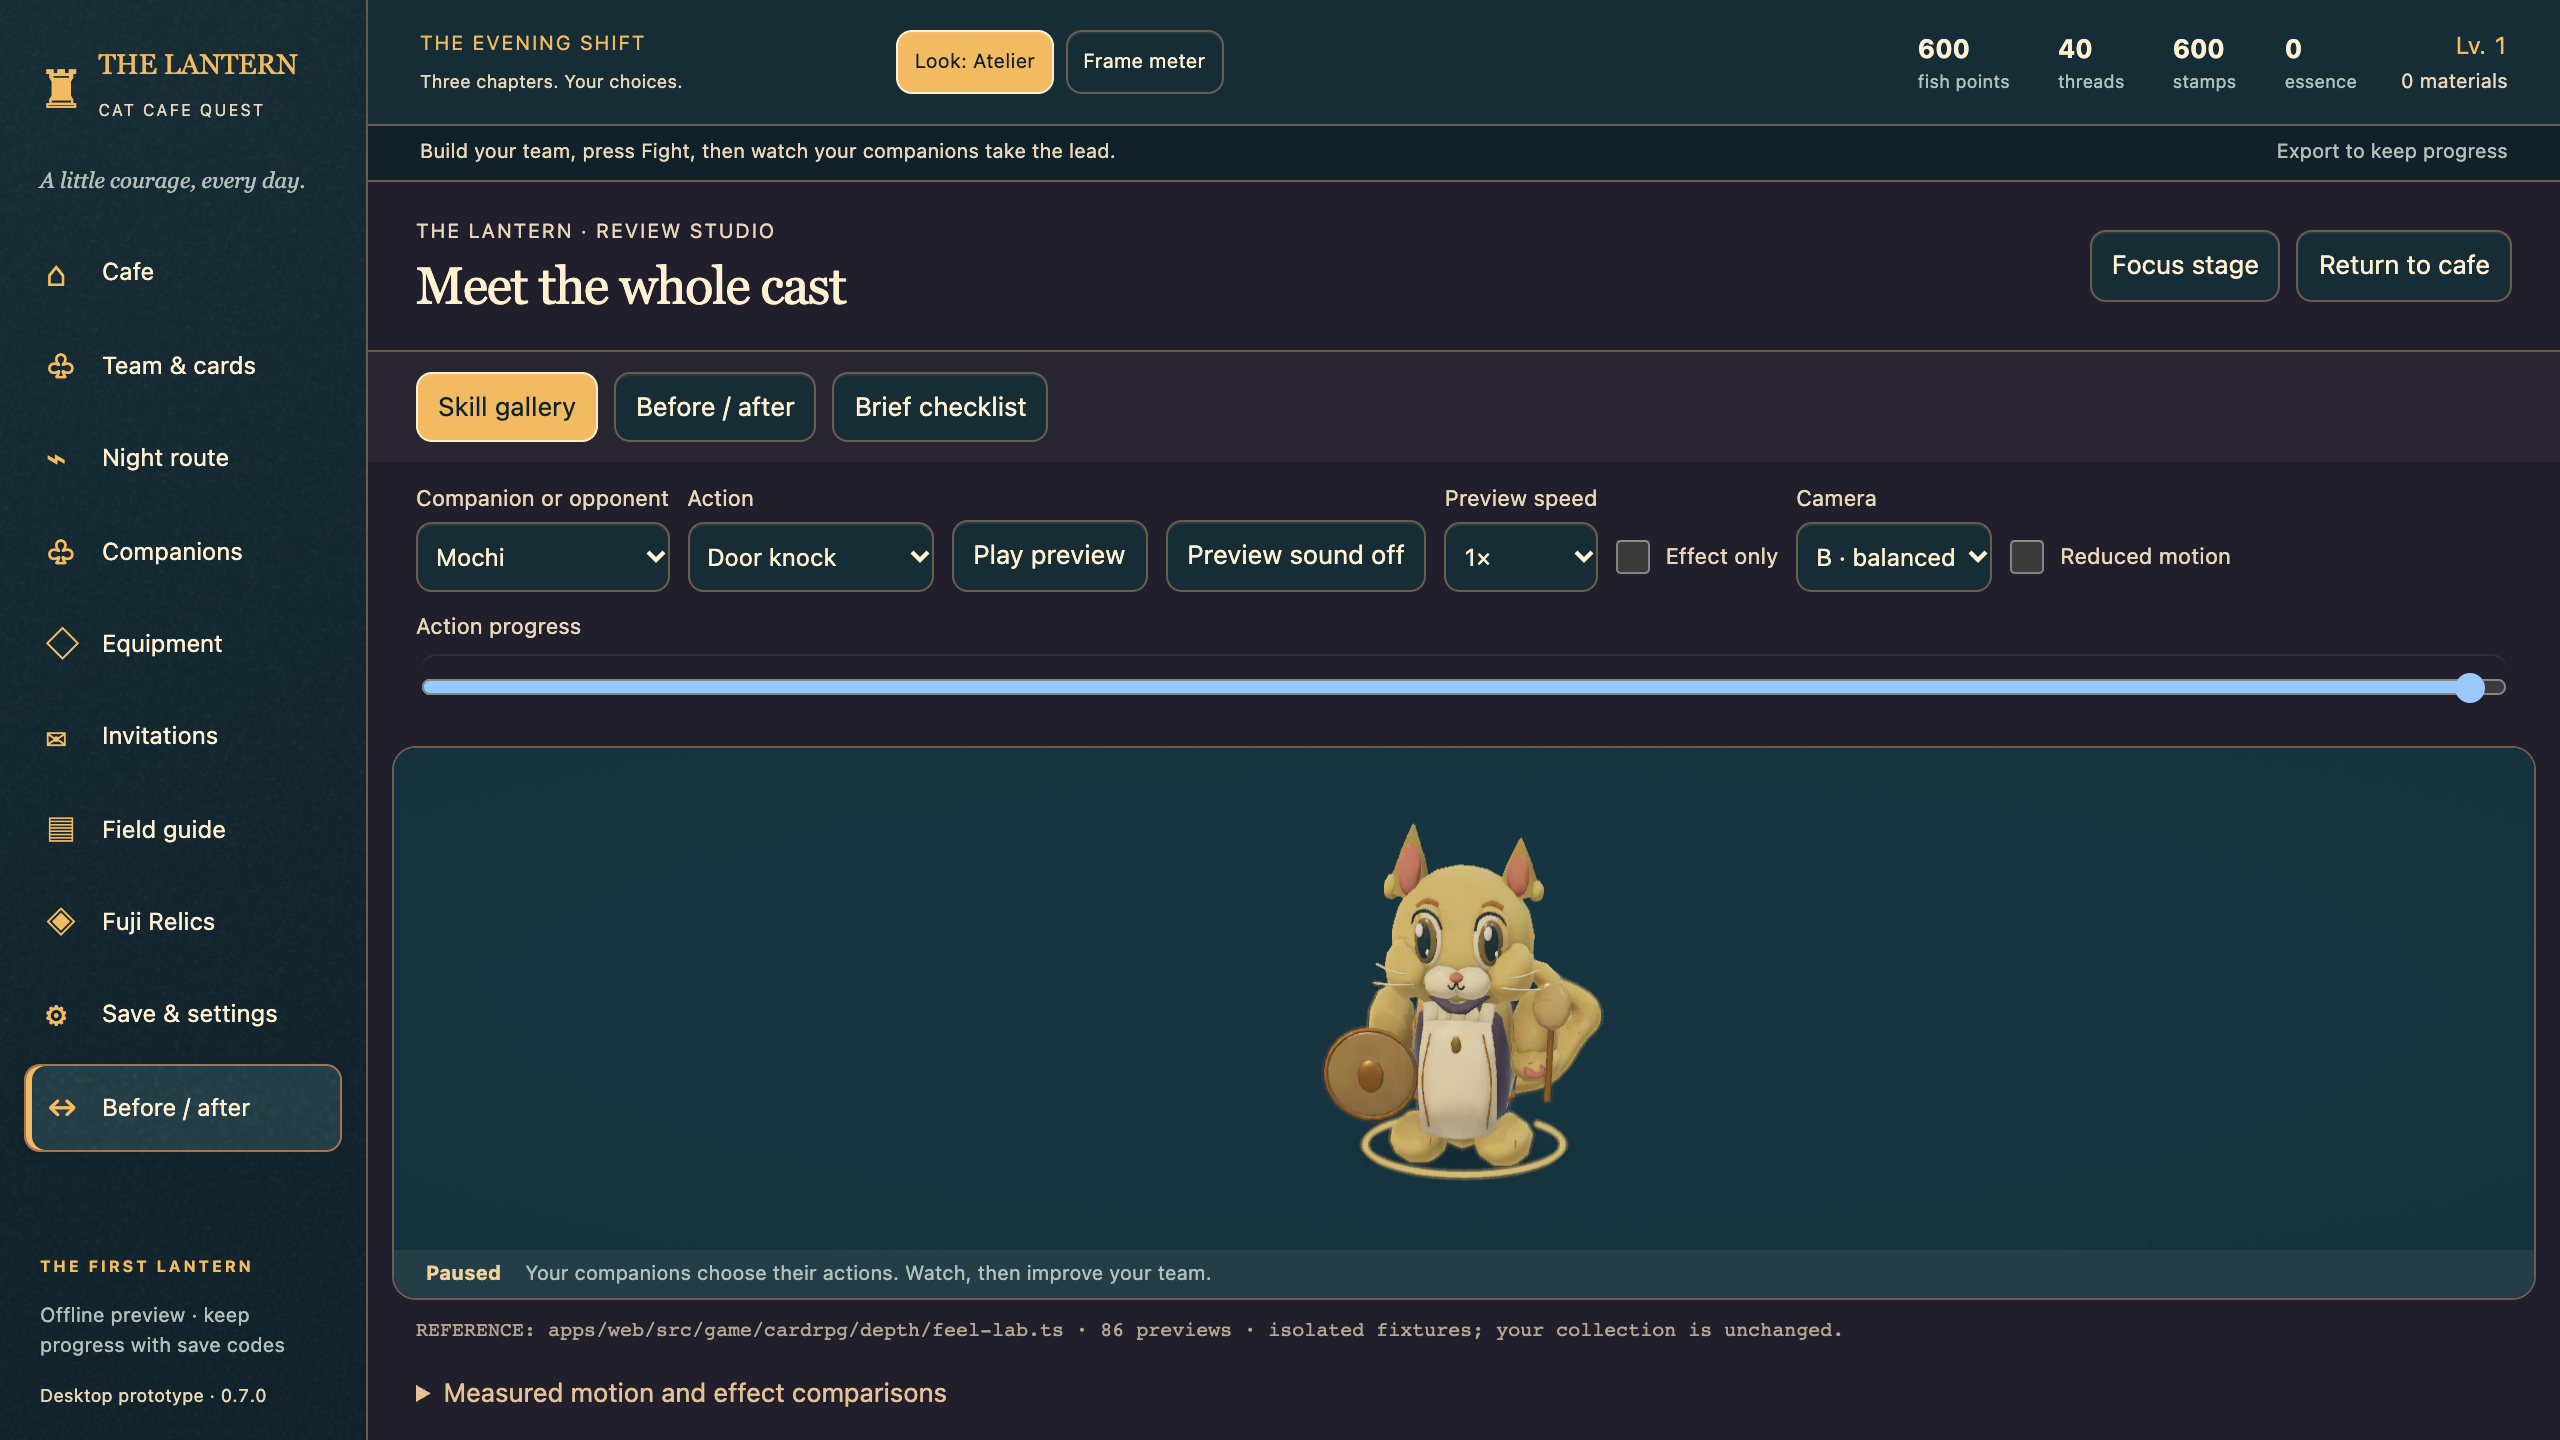 THE LANTERN
CAT CAFE QUEST
A little courage, every day.
Cafe
Team & cards
Night route
Companions
Equipment
Invitations
Field guide
Fuji Relics
Save & settings
Before / after
THE FIRST LANTERN
Offline preview · keep
progress with save codes
Desktop prototype · 0.7.0
THE EVENING SHIFT
Three chapters. Your choices.
Look: Atelier
Frame meter
600
fish points
40
threads
600
stamps
0
essence
Lv. 1
0 materials
Build your team, press Fight, then watch your companions take the lead.
Export to keep progress
THE LANTERN · REVIEW STUDIO
Meet the whole cast
Focus stage
Return to cafe
Skill gallery
Before / after
Brief checklist
Companion or opponent
Mochi
Action
Door knock
Play preview
Preview sound off
Preview speed
1×
Effect only
Camera
B · balanced
Reduced motion
Action progress
Paused Your companions choose their actions. Watch, then improve your team.
REFERENCE: apps/web/src/game/cardrpg/depth/feel-lab.ts · 86 previews · isolated fixtures; your collection is unchanged.
Measured motion and effect comparisons